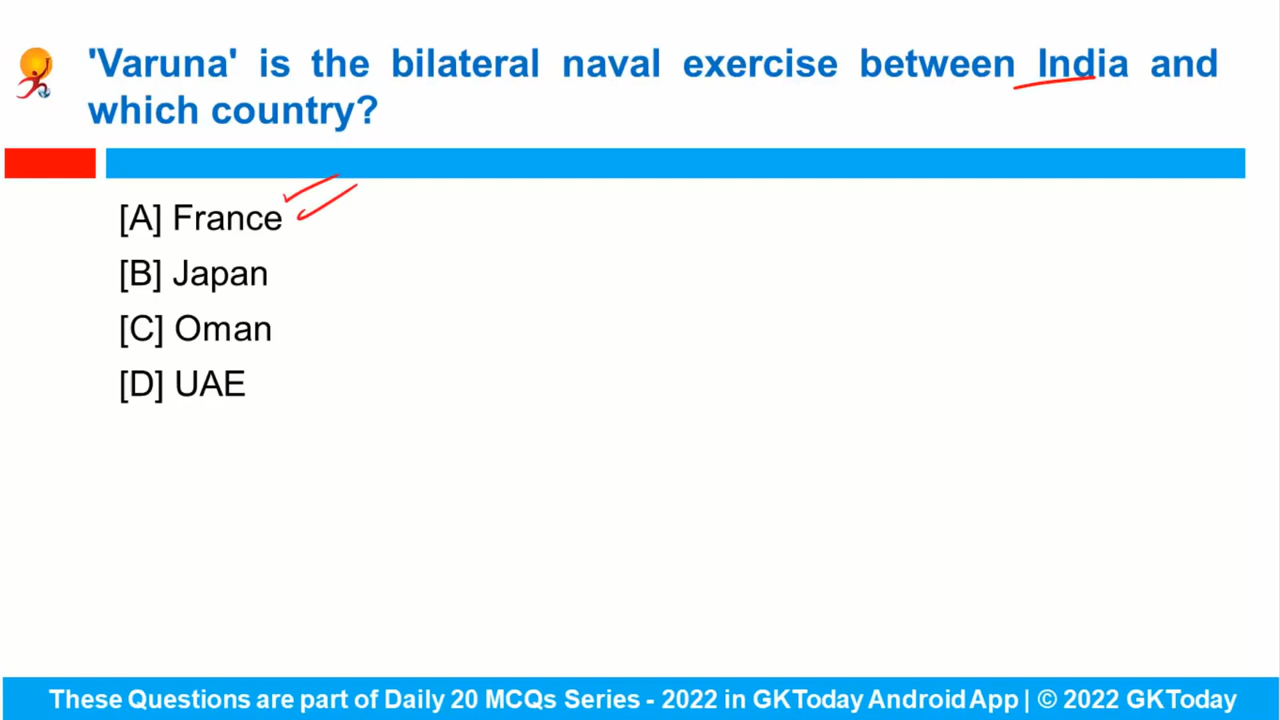 'Varuna' is the bilateral naval exercise between India and
which country?
[A] France
[B] Japan
[C] Oman
[D] UAE
These Questions are part of Daily 20 MCQs Series - 2022 in GKToday Android App | © 2022 GKToday